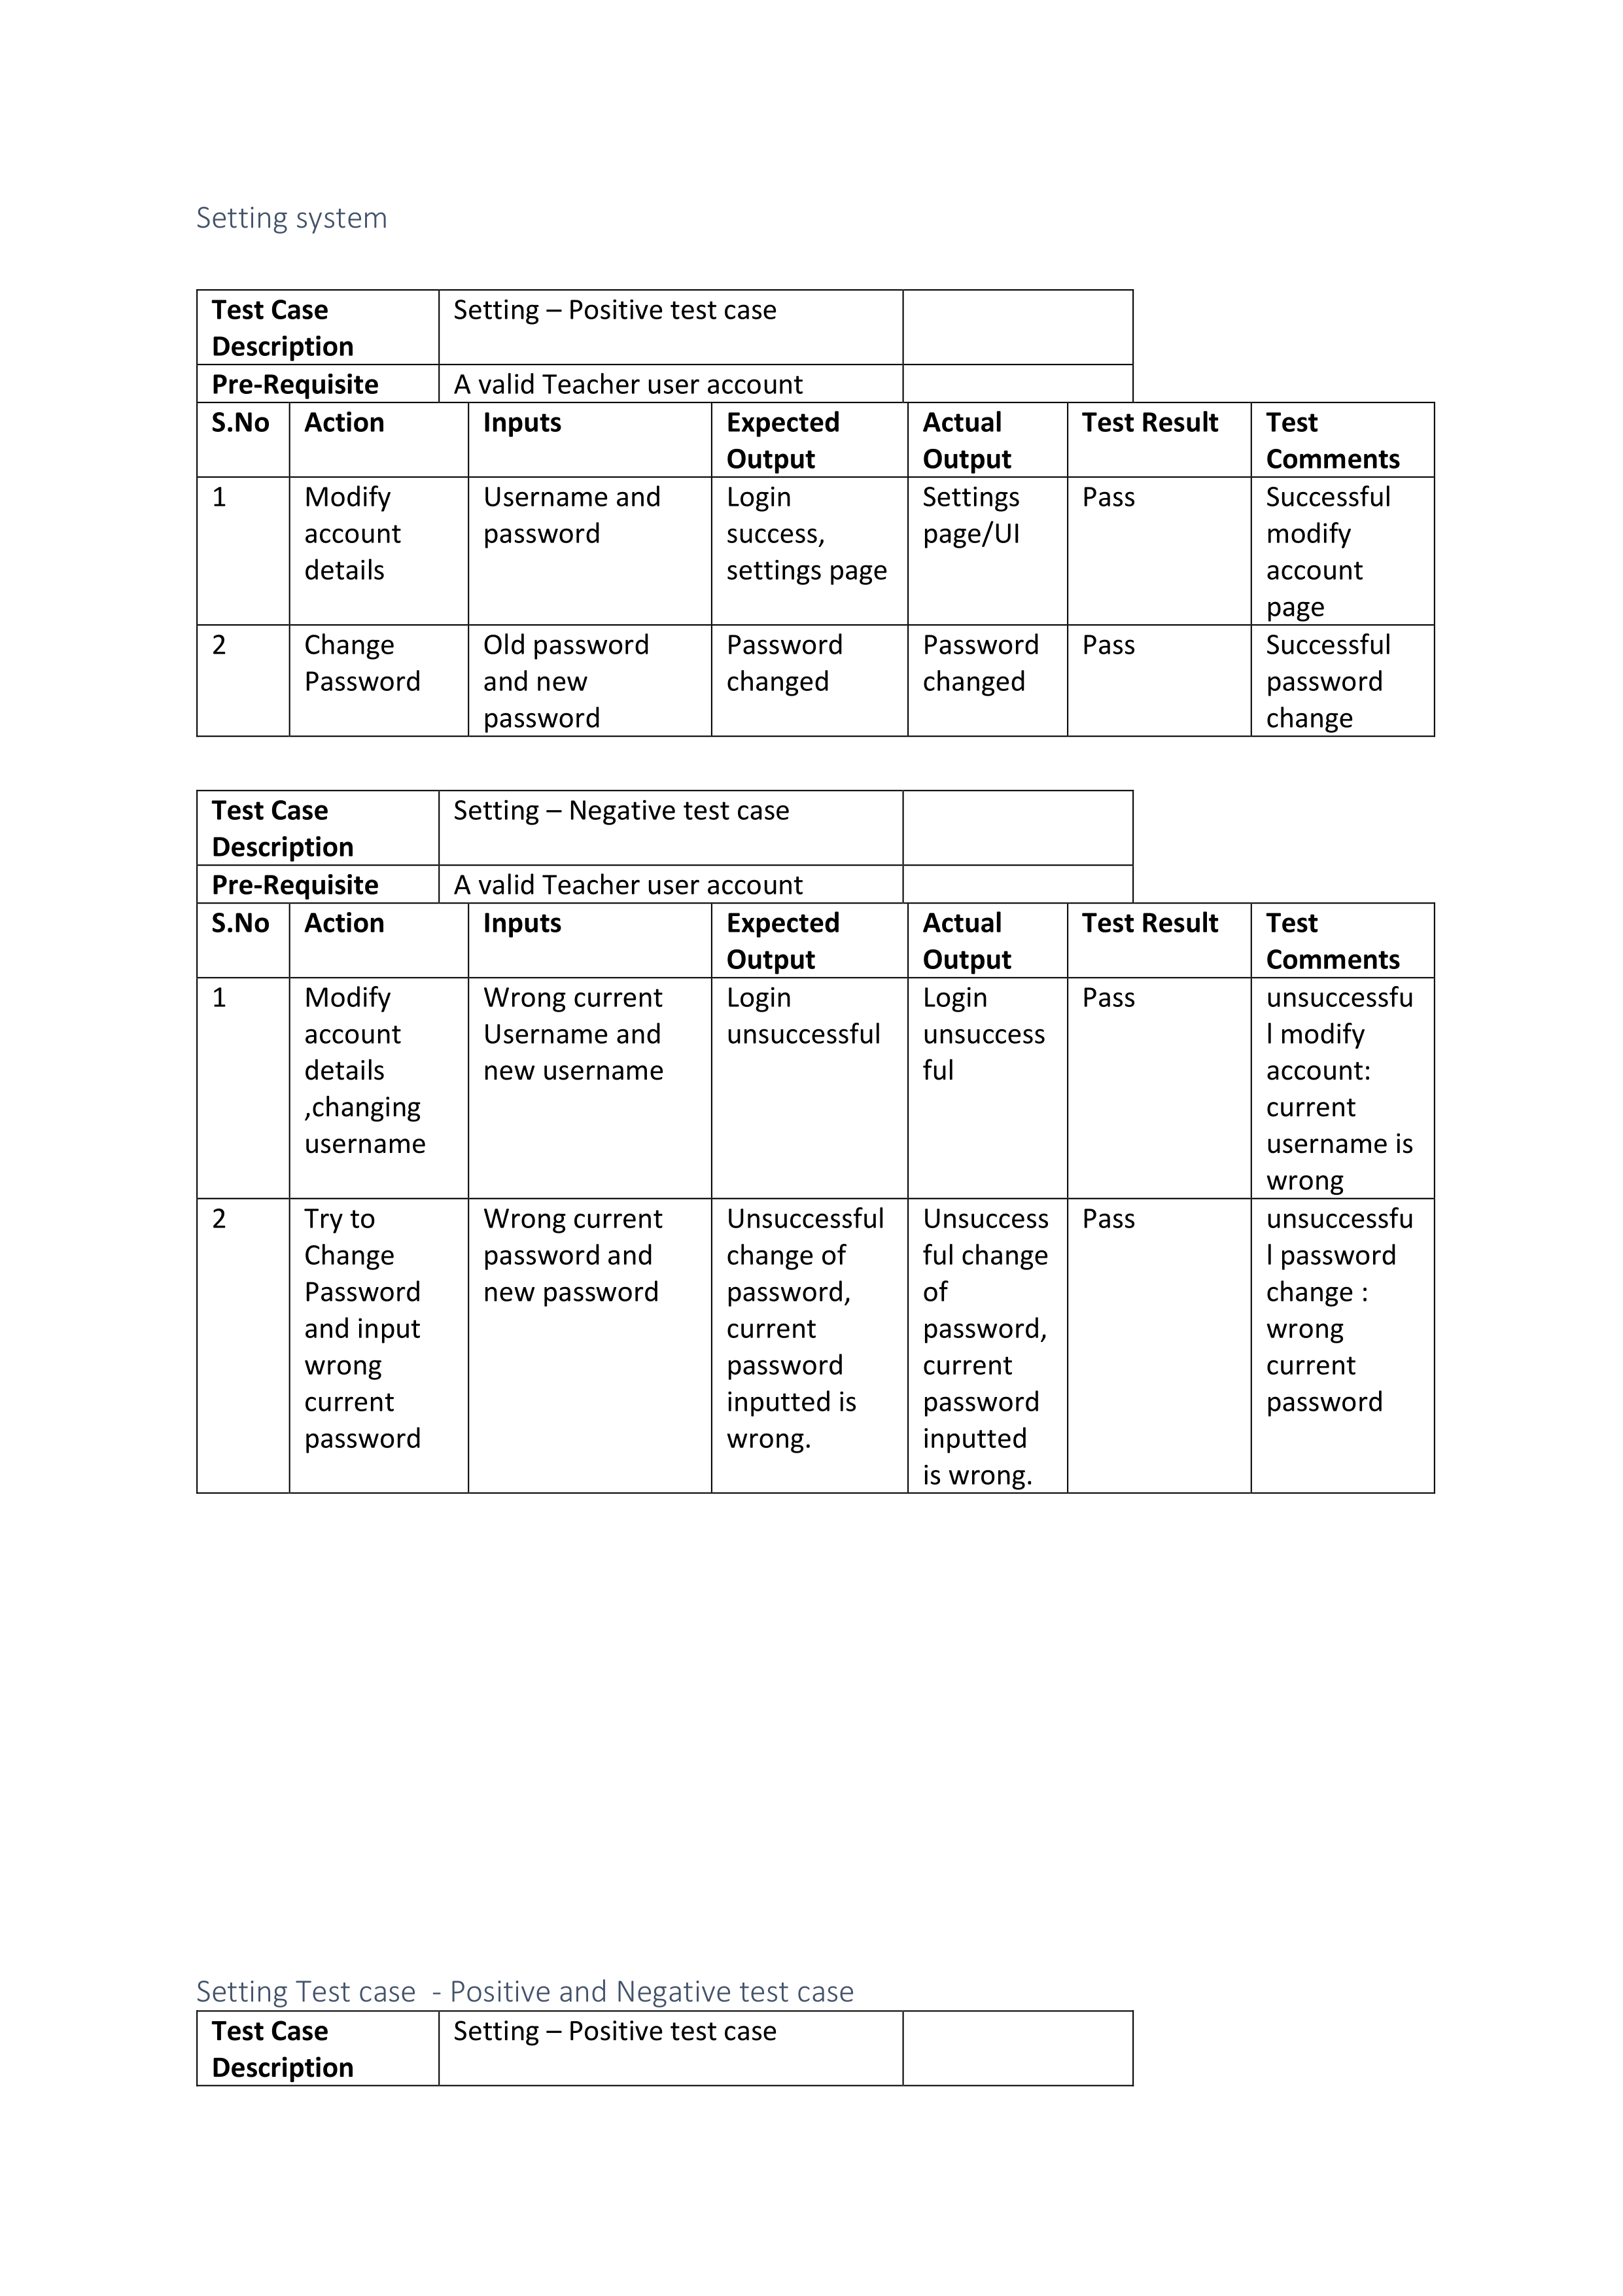 Setting system
Test Case Setting – Positive test case
Description
Pre-Requisite A valid Teacher user account
S.No Action Inputs Expected Actual Test Result Test
Output Output Comments
1 Modify Username and Login Settings Pass Successful
account password success, page/UI modify
details settings page account
page
2 Change Old password Password Password Pass Successful
Password and new changed changed password
password change
Test Case Setting – Negative test case
Description
Pre-Requisite A valid Teacher user account
S.No Action Inputs Expected Actual Test Result Test
Output Output Comments
1 Modify Wrong current Login Login Pass unsuccessfu
account Username and unsuccessful unsuccess l modify
details new username ful account:
,changing current
username username is
wrong
2 Try to Wrong current Unsuccessful Unsuccess Pass unsuccessfu
Change password and change of ful change l password
Password new password password, of change :
and input current password, wrong
wrong password current current
current inputted is password password
password wrong. inputted
is wrong.
Setting Test case  - Positive and Negative test case
Test Case Setting – Positive test case
Description